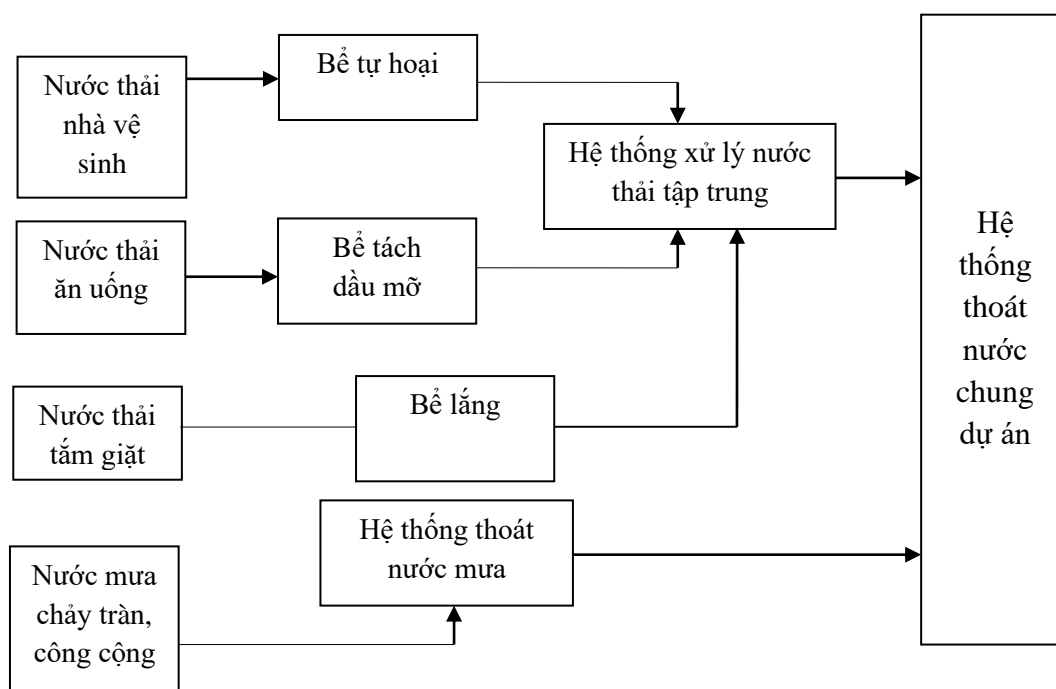 Nước thải
nhà vệ
sinh
Bể tự hoại
Hệ thống xử lý nước
thải tập trung
Nước thải
ăn uống
Bể tách
dầu mỡ
Nước thải
tắm giặt
Bể lắng
Nước mưa
chảy tràn,
công cộng
Hệ thống thoát
nước mưa
Hệ
thống
thoát
nước
chung
dự án